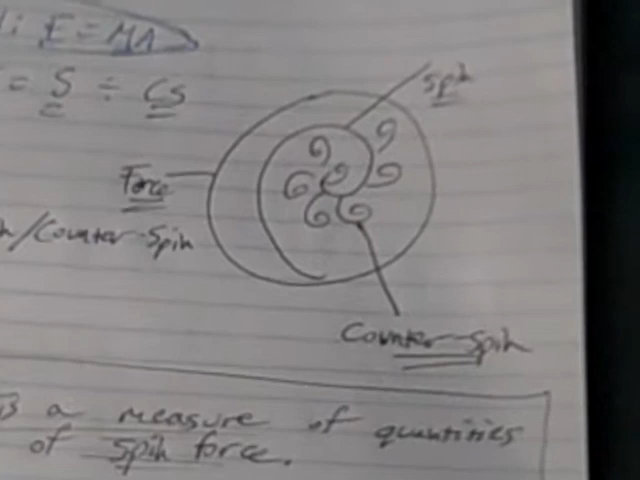 : E = MA
= S ÷ CS
Spin
Force
/Counter-Spin
Counter-Spin
a measure of quantities
of Spin force.